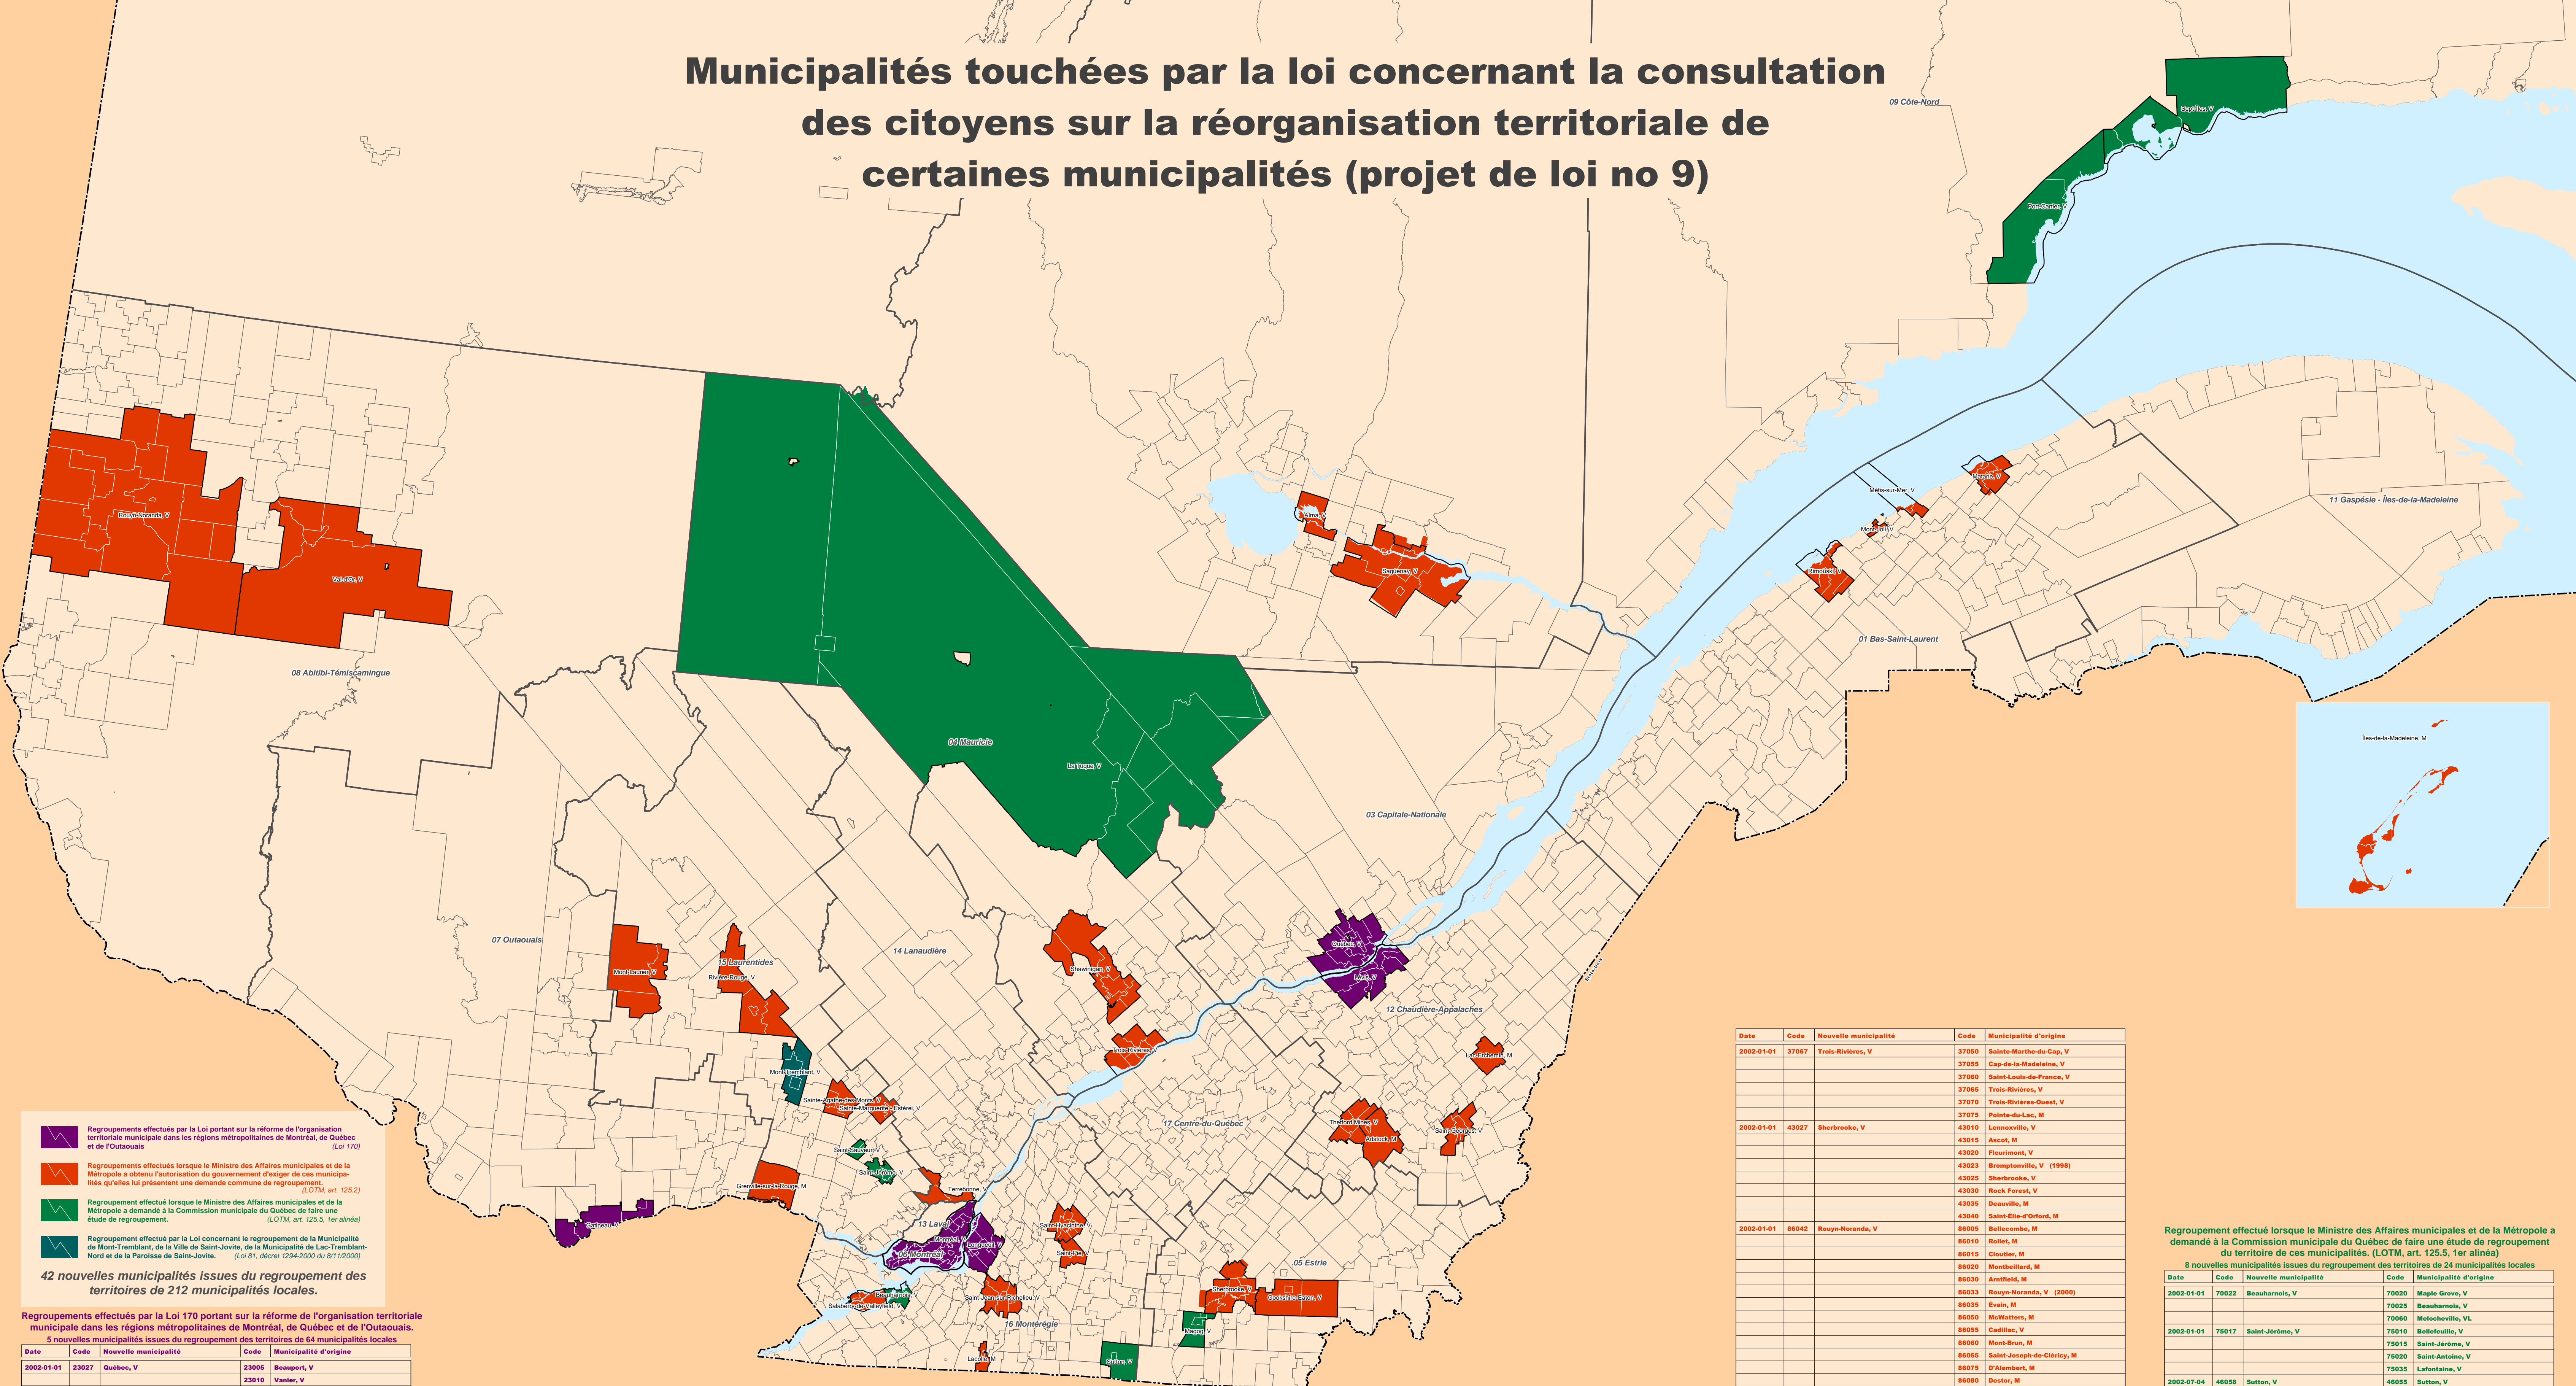 Municipalités touchées par la loi concernant la consultation
des citoyens sur la réorganisation territoriale de
certaines municipalités (projet de loi no 9)
09 Côte-Nord
Sept-Îles, V
Port-Cartier, V
Rouyn-Noranda, V
Val-d'Or, V
08 Abitibi-Témiscamingue
Alma, V
Saguenay, V
Matane, V
Métis-sur-Mer, V
Mont-Joli, V
Rimouski, V
11 Gaspésie - Îles-de-la-Madeleine
01 Bas-Saint-Laurent
Îles-de-la-Madeleine, M
04 Mauricie
La Tuque, V
03 Capitale-Nationale
07 Outaouais
Mont-Laurier, V
15 Laurentides
Rivière-Rouge, V
14 Lanaudière
Shawinigan, V
Québec, V
Lévis, V
12 Chaudière-Appalaches
États-Unis
Trois-Rivières, V
Lac-Etchemin, M
Mont-Tremblant, V
Sainte-Agathe-des-Monts, V
Sainte-Marguerite - Estérel, V
17 Centre-du-Québec
Thetford Mines, V
Adstock, M
Saint-Georges, V
Saint-Sauveur, V
Saint-Jérôme, V
Grenville-sur-la-Rouge, M
Terrebonne, V
Gatineau, V
13 Laval
Montréal, V
06 Montréal
Longueuil, V
Saint-Hyacinthe, V
Saint-Pie, V
05 Estrie
Beauharnois, V
Salaberry-de-Valleyfield, V
Saint-Jean-sur-Richelieu, V
Sherbrooke, V
Cookshire-Eaton, V
16 Montérégie
Magog, V
Lacolle, M
Sutton, V
Regroupements effectués par la Loi portant sur la réforme de l'organisation
territoriale municipale dans les régions métropolitaines de Montréal, de Québec
et de l'Outaouais (Loi 170)
Regroupements effectués lorsque le Ministre des Affaires municipales et de la
Métropole a obtenu l'autorisation du gouvernement d'exiger de ces municipa-
lités qu'elles lui présentent une demande commune de regroupement.
(LOTM, art. 125.2)
Regroupement effectué lorsque le Ministre des Affaires municipales et de la
Métropole a demandé à la Commission municipale du Québec de faire une
étude de regroupement. (LOTM, art. 125.5, 1er alinéa)
Regroupement effectué par la Loi concernant le regroupement de la Municipalité
de Mont-Tremblant, de la Ville de Saint-Jovite, de la Municipalité de Lac-Tremblant-
Nord et de la Paroisse de Saint-Jovite. (Loi 81, décret 1294-2000 du 8/11/2000)
42 nouvelles municipalités issues du regroupement des
territoires de 212 municipalités locales.
Regroupements effectués par la Loi 170 portant sur la réforme de l'organisation territoriale
municipale dans les régions métropolitaines de Montréal, de Québec et de l'Outaouais.
5 nouvelles municipalités issues du regroupement des territoires de 64 municipalités locales
Date Code Nouvelle municipalité Code Municipalité d'origine
2002-01-01 23027 Québec, V 23005 Beauport, V
23010 Vanier, V
Date Code Nouvelle municipalité Code Municipalité d'origine
2002-01-01 37067 Trois-Rivières, V 37050 Sainte-Marthe-du-Cap, V
37055 Cap-de-la-Madeleine, V
37060 Saint-Louis-de-France, V
37065 Trois-Rivières, V
37070 Trois-Rivières-Ouest, V
37075 Pointe-du-Lac, M
2002-01-01 43027 Sherbrooke, V 43010 Lennoxville, V
43015 Ascot, M
43020 Fleurimont, V
43023 Bromptonville, V (1998)
43025 Sherbrooke, V
43030 Rock Forest, V
43035 Deauville, M
43040 Saint-Élie-d'Orford, M
2002-01-01 86042 Rouyn-Noranda, V 86005 Bellecombe, M
86010 Rollet, M
86015 Cloutier, M
86020 Montbeillard, M
86030 Arntfield, M
86033 Rouyn-Noranda, V (2000)
86035 Évain, M
86050 McWatters, M
86055 Cadillac, V
86060 Mont-Brun, M
86065 Saint-Joseph-de-Cléricy, M
86075 D'Alembert, M
86080 Destor, M
Regroupement effectué lorsque le Ministre des Affaires municipales et de la Métropole a
demandé à la Commission municipale du Québec de faire une étude de regroupement
du territoire de ces municipalités. (LOTM, art. 125.5, 1er alinéa)
8 nouvelles municipalités issues du regroupement des territoires de 24 municipalités locales
Date Code Nouvelle municipalité Code Municipalité d'origine
2002-01-01 70022 Beauharnois, V 70020 Maple Grove, V
70025 Beauharnois, V
70060 Melocheville, VL
2002-01-01 75017 Saint-Jérôme, V 75010 Bellefeuille, V
75015 Saint-Jérôme, V
75020 Saint-Antoine, V
75035 Lafontaine, V
2002-07-04 46058 Sutton, V 46055 Sutton, V